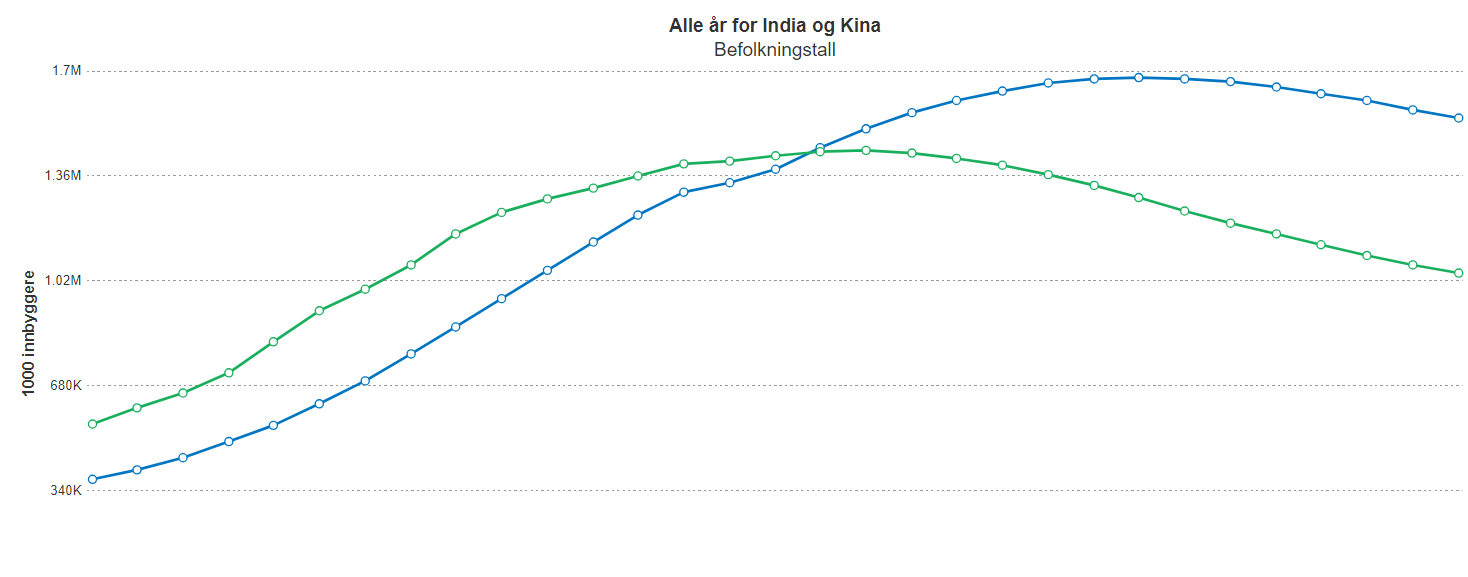 Alle år for India og Kina
Befolkningstall
1.7M
1.36M
1.02M
680K
340K
1000 innbyggere